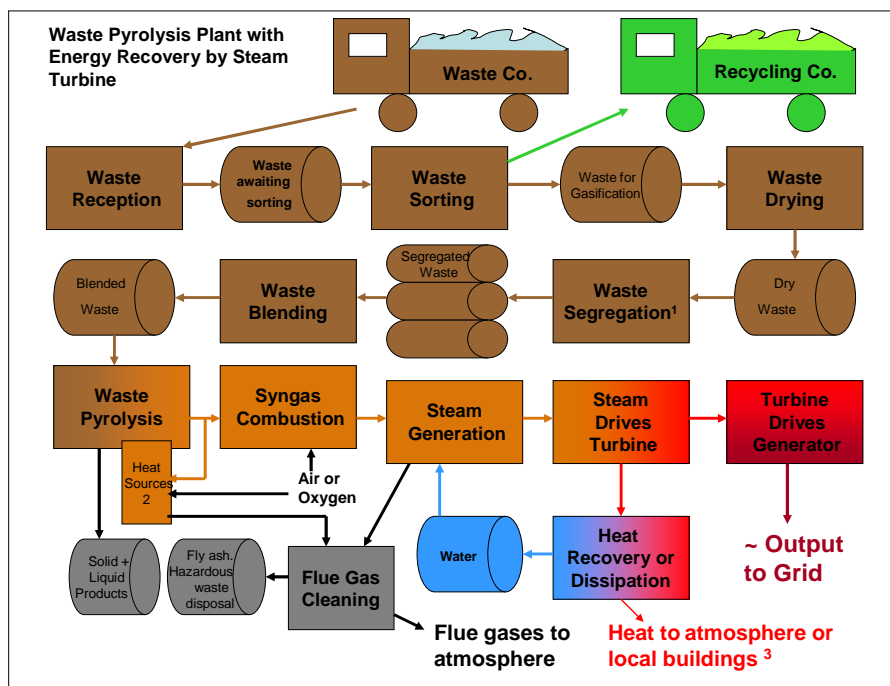 Waste Pyrolysis Plant with
Energy Recovery by Steam
Turbine
Waste Co.
Recycling Co.
Waste
Reception
Waste
awaiting
sorting
Waste
Sorting
Waste for
Gasification
Waste
Drying
Blended
Waste
Waste
Blending
Segregated
Waste
Waste
Segregation¹
Dry
Waste
Waste
Pyrolysis
Syngas
Combustion
Steam
Generation
Steam
Drives
Turbine
Turbine
Drives
Generator
Heat
Sources
2
Air or
Oxygen
Solid +
Liquid
Products
Fly ash.
Hazardous
waste
disposal
Flue Gas
Cleaning
Water
Heat
Recovery or
Dissipation
~ Output
to Grid
Flue gases to
atmosphere
Heat to atmosphere or
local buildings ³